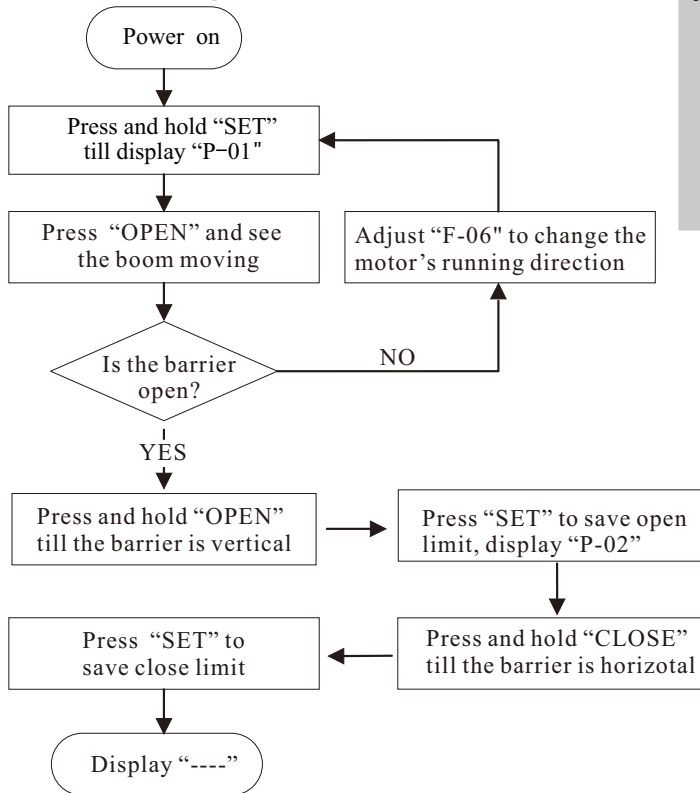 Power on
Press and hold “SET”
till display “P-01"
Press “OPEN” and see
the boom moving
Adjust “F-06" to change the
motor’s running direction
Is the barrier
open?
NO
YES
Press and hold “OPEN”
till the barrier is vertical
Press “SET” to save open
limit, display “P-02”
Press and hold “CLOSE”
till the barrier is horizotal
Press “SET” to
save close limit
Display “----”